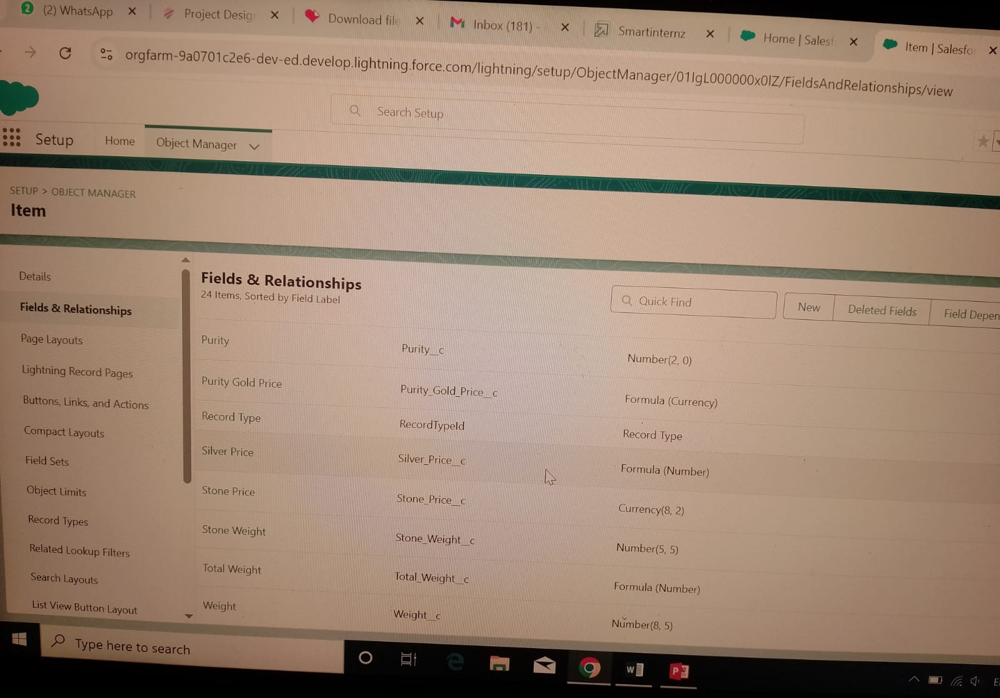 2 (2) WhatsApp
Project Desig
Download file
Inbox (181) -
Smartinternz
Home | Salesf
Item | Salesfo
orgfarm-9a0701c2e6-dev-ed.develop.lightning.force.com/lightning/setup/ObjectManager/01IgL000000x0lZ/FieldsAndRelationships/view
Search Setup
Setup
Home
Object Manager
SETUP > OBJECT MANAGER
Item
Details
Fields & Relationships
Page Layouts
Lightning Record Pages
Buttons, Links, and Actions
Compact Layouts
Field Sets
Object Limits
Record Types
Related Lookup Filters
Search Layouts
List View Button Layout
Fields & Relationships
24 Items, Sorted by Field Label
Quick Find
New
Deleted Fields
Field Depen
Purity Purity__c Number(2, 0)
Purity Gold Price Purity_Gold_Price__c Formula (Currency)
Record Type RecordTypeId Record Type
Silver Price Silver_Price__c Formula (Number)
Stone Price Stone_Price__c Currency(8, 2)
Stone Weight Stone_Weight__c Number(5, 5)
Total Weight Total_Weight__c Formula (Number)
Weight Weight__c Number(8, 5)
Type here to search